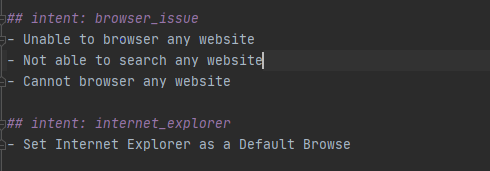 ## intent: browser_issue
- Unable to browser any website
- Not able to search any website
- Cannot browser any website
## intent: internet_explorer
- Set Internet Explorer as a Default Browse